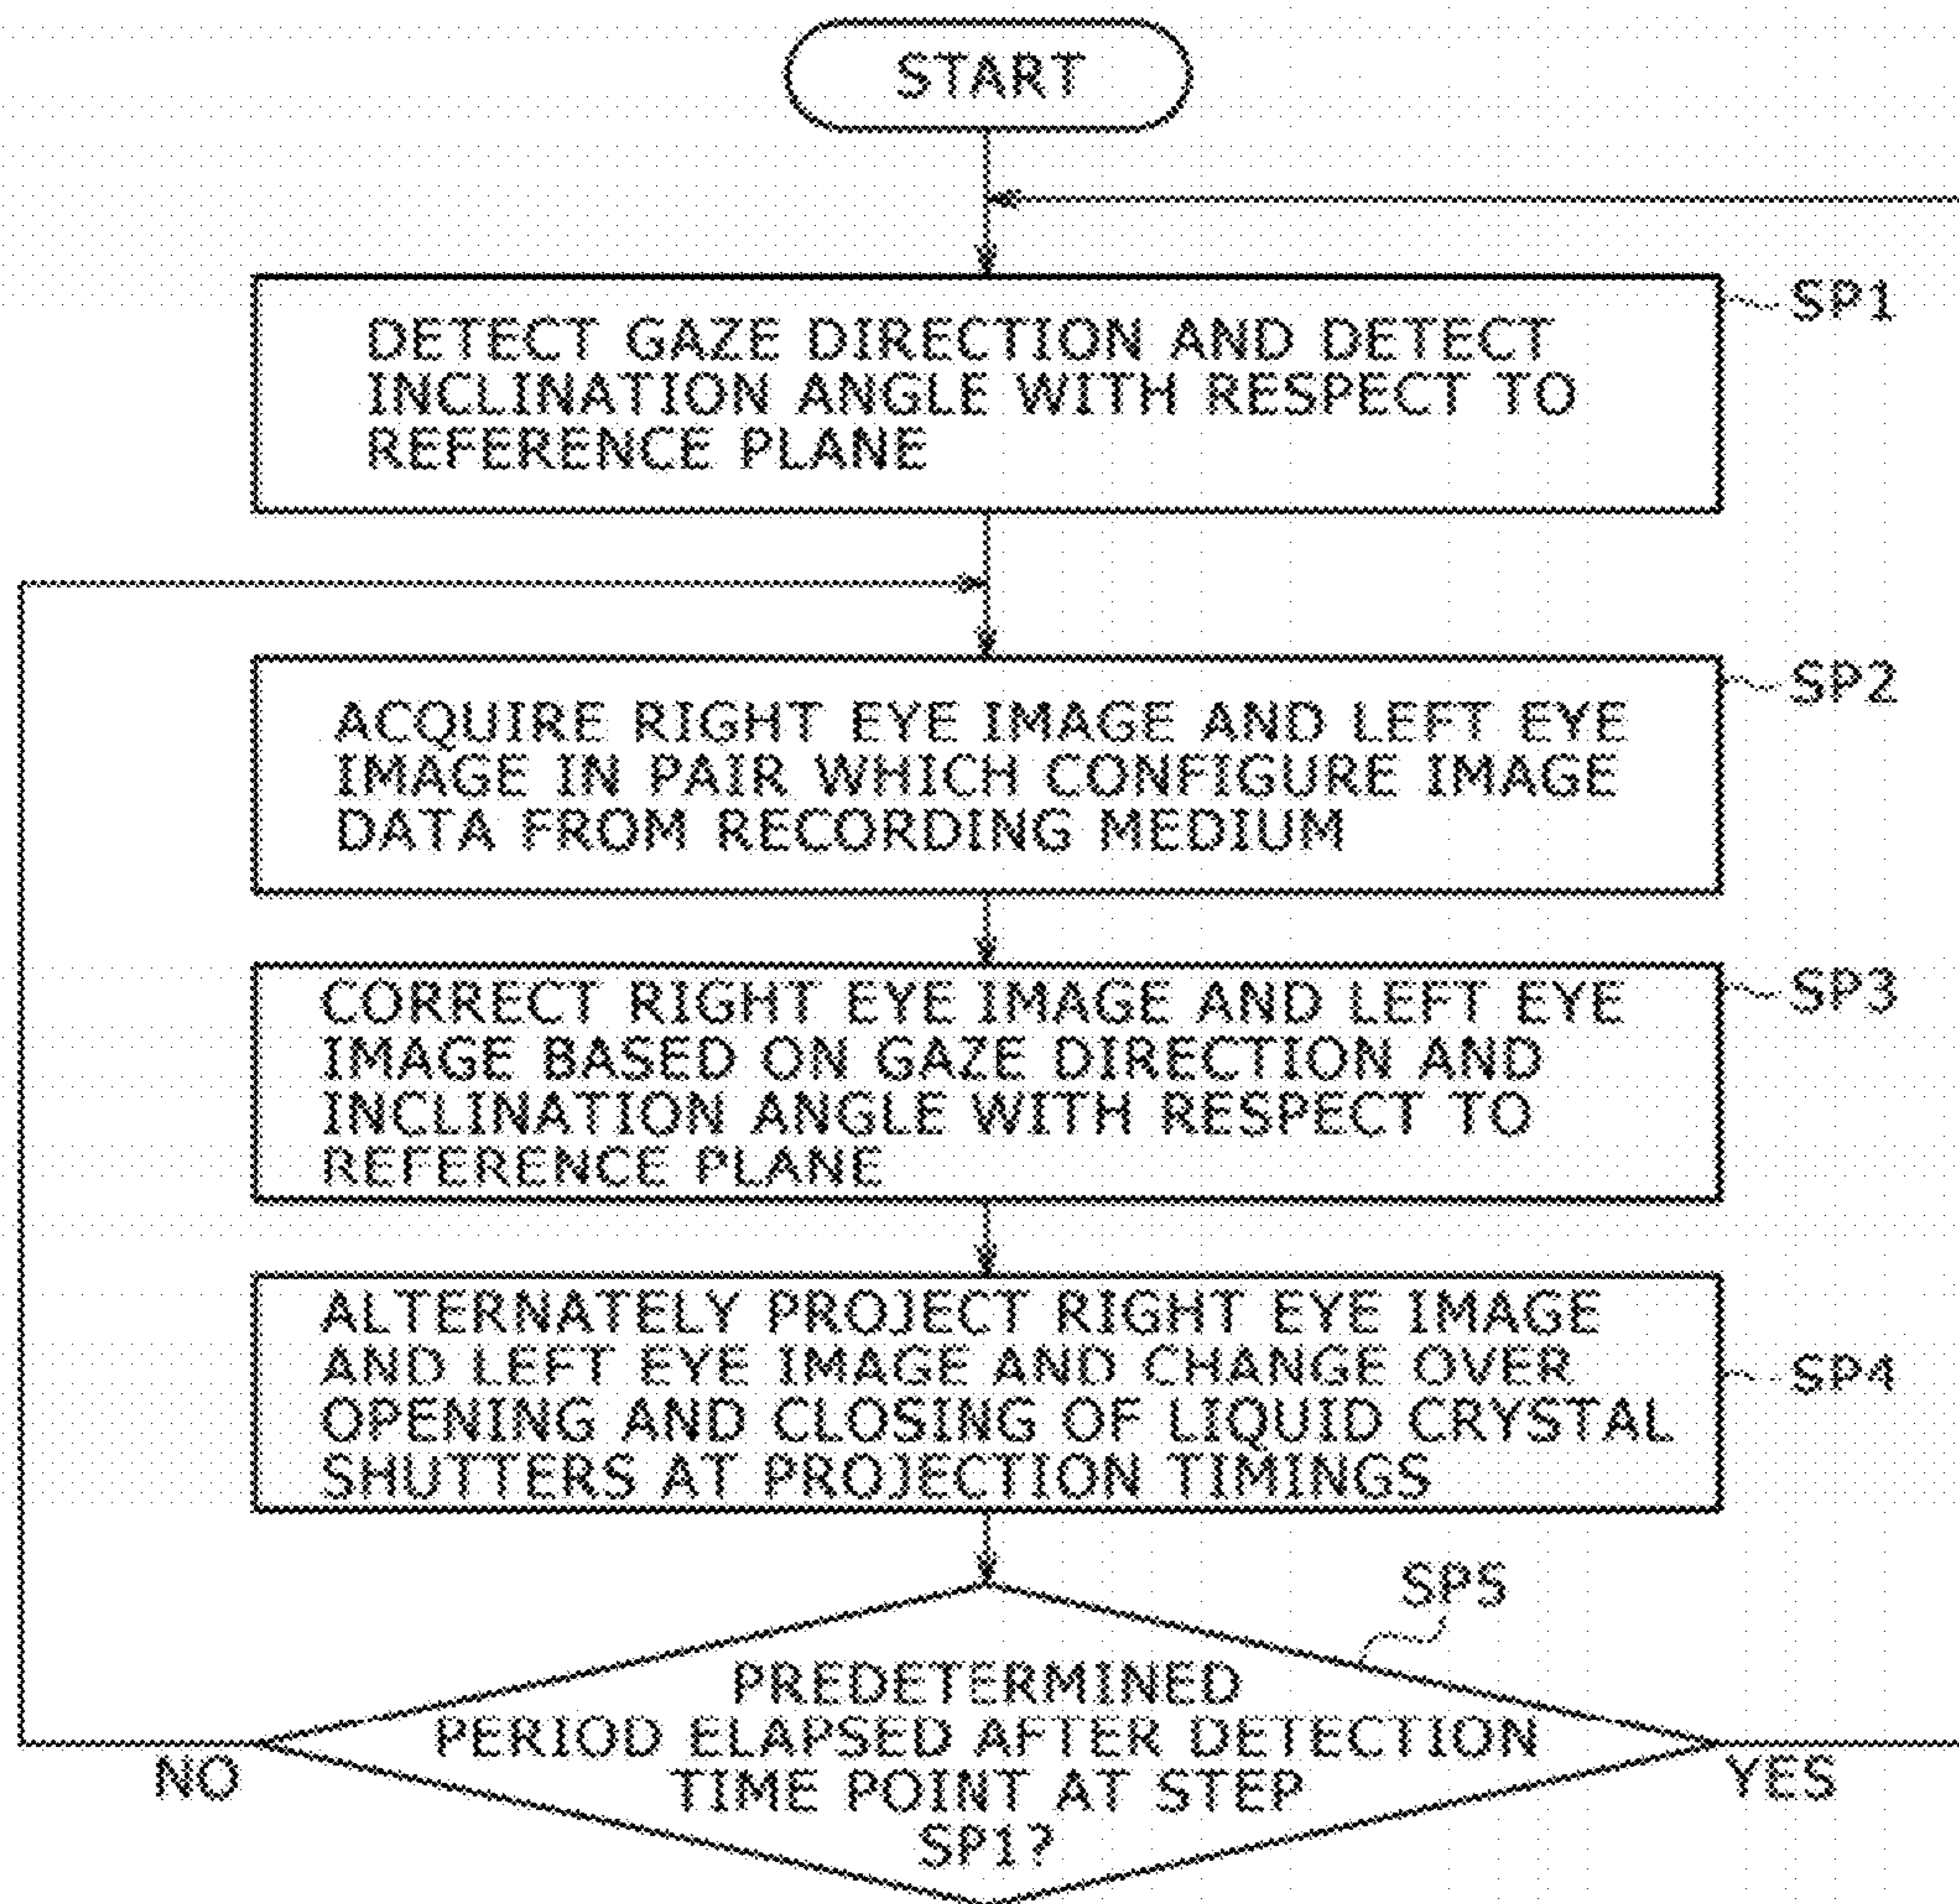 START
SP1
DETECT GAZE DIRECTION AND DETECT
INCLINATION ANGLE WITH RESPECT TO
REFERENCE PLANE
SP2
ACQUIRE RIGHT EYE IMAGE AND LEFT EYE
IMAGE IN PAIR WHICH CONFIGURE IMAGE
DATA FROM RECORDING MEDIUM
SP3
CORRECT RIGHT EYE IMAGE AND LEFT EYE
IMAGE BASED ON GAZE DIRECTION AND
INCLINATION ANGLE WITH RESPECT TO
REFERENCE PLANE
SP4
ALTERNATELY PROJECT RIGHT EYE IMAGE
AND LEFT EYE IMAGE AND CHANGE OVER
OPENING AND CLOSING OF LIQUID CRYSTAL
SHUTTERS AT PROJECTION TIMINGS
SP5
PREDETERMINED
PERIOD ELAPSED AFTER DETECTION
TIME POINT AT STEP
SP1?
NO
YES